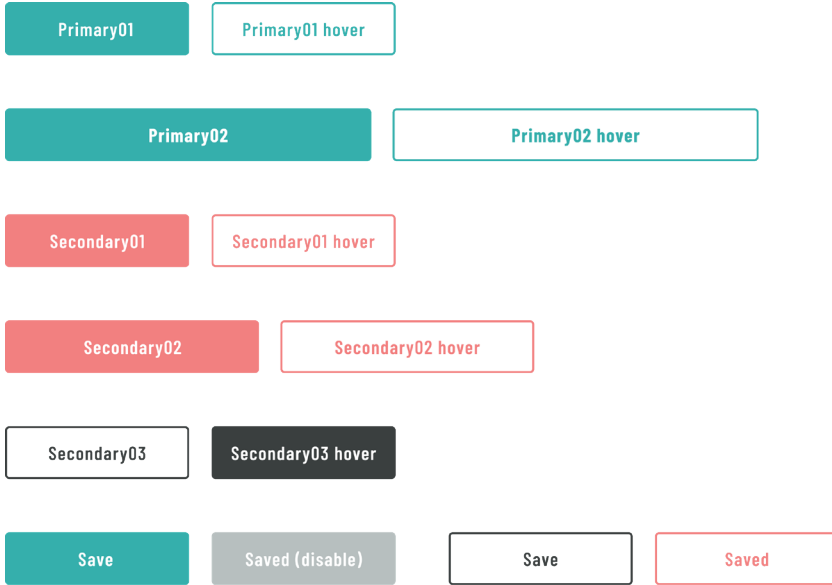 Primary01
Primary01 hover
Primary02
Primary02 hover
Secondary01
Secondary01 hover
Secondary02
Secondary02 hover
Secondary03
Secondary03 hover
Save
Saved (disable)
Save
Saved